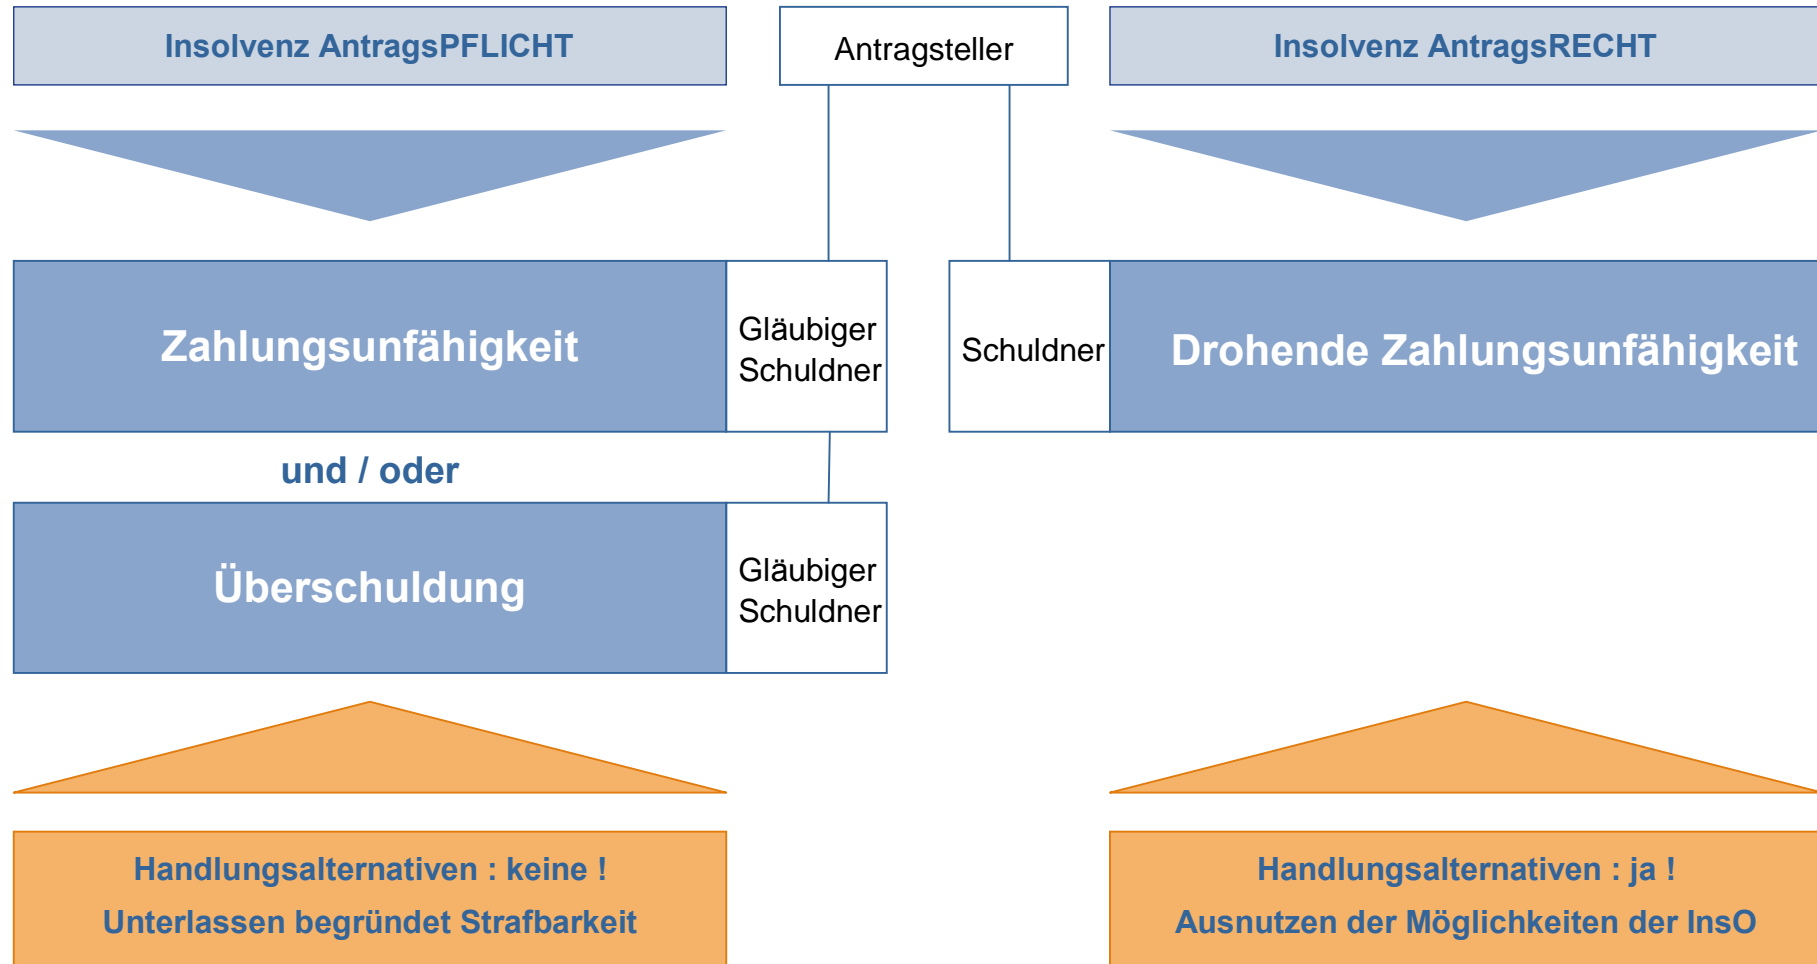 Insolvenz AntragsPFLICHT
Antragsteller
Insolvenz AntragsRECHT
Zahlungsunfähigkeit
Gläubiger
Schuldner
Schuldner
Drohende Zahlungsunfähigkeit
und / oder
Überschuldung
Gläubiger
Schuldner
Handlungsalternativen : keine !
Unterlassen begründet Strafbarkeit
Handlungsalternativen : ja !
Ausnutzen der Möglichkeiten der InsO